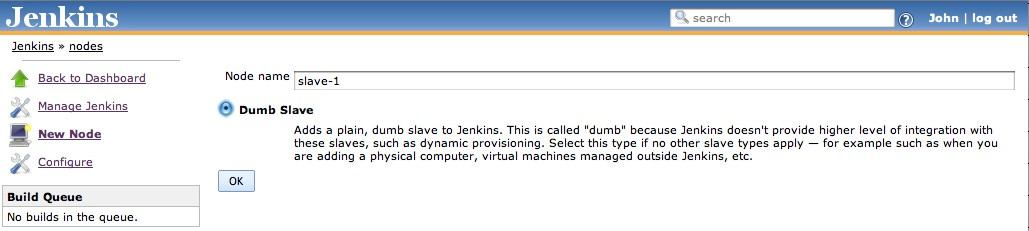 Jenkins
search
?
John | log out
Jenkins » nodes
Back to Dashboard
Manage Jenkins
New Node
Configure
Build Queue
No builds in the queue.
Node name slave-1
Dumb Slave
Adds a plain, dumb slave to Jenkins. This is called "dumb" because Jenkins doesn't provide higher level of integration with
these slaves, such as dynamic provisioning. Select this type if no other slave types apply — for example such as when you
are adding a physical computer, virtual machines managed outside Jenkins, etc.
OK